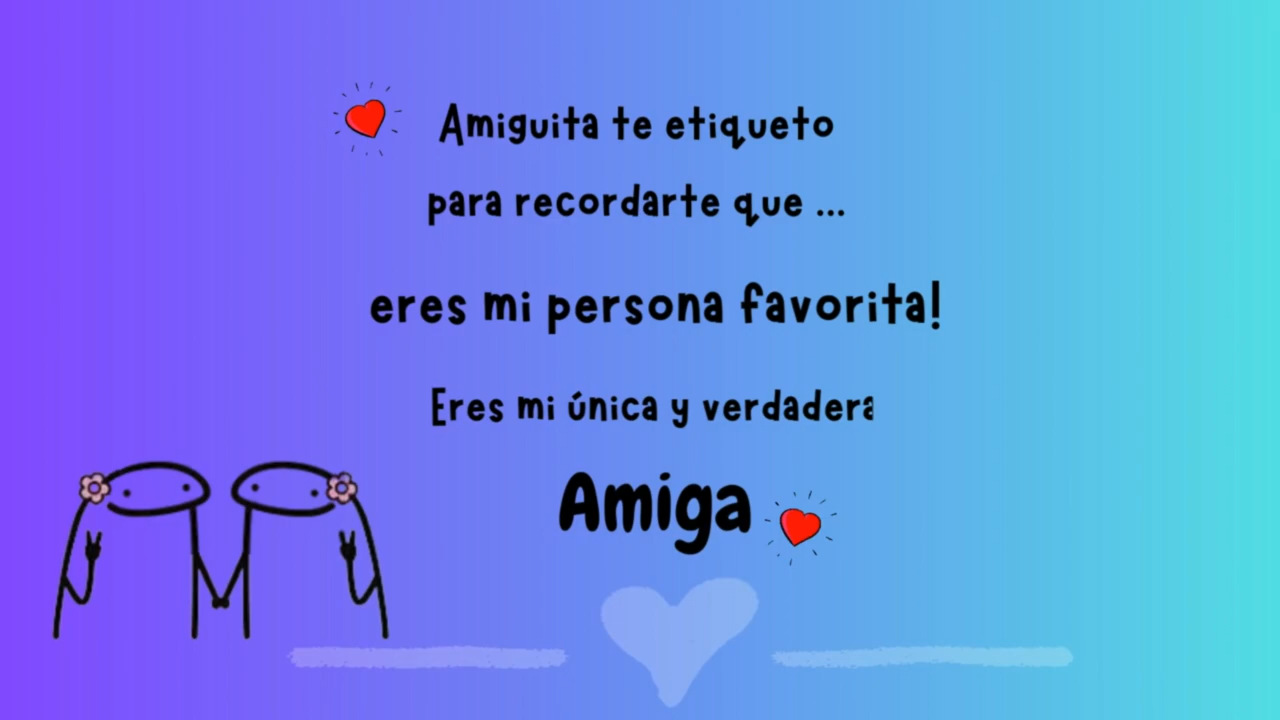 Amiguita te etiqueto
para recordarte que ...
eres mi persona favorita!
Eres mi única y verdadera
Amiga